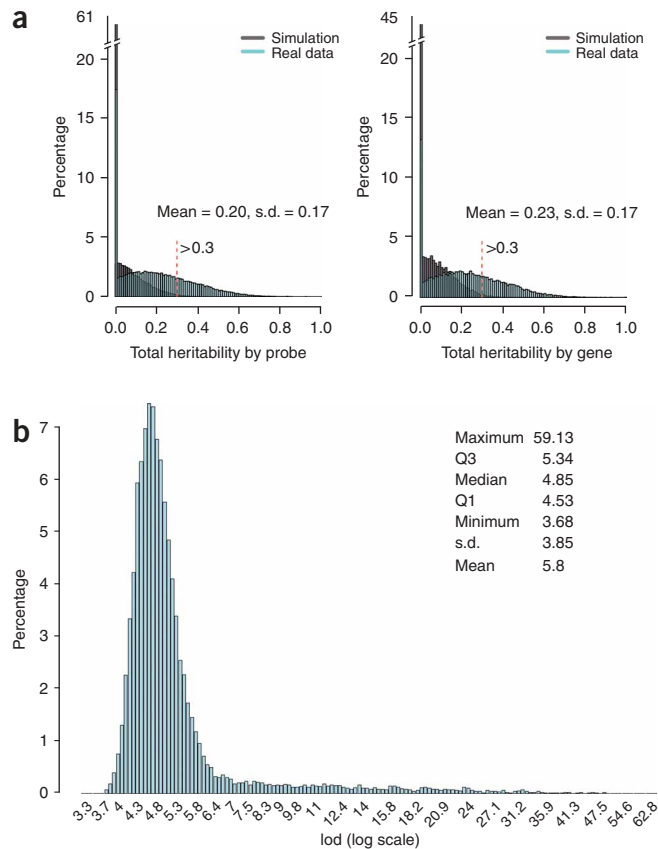 a
61
20
15
10
5
0
Percentage
Simulation
Real data
Mean = 0.20, s.d. = 0.17
>0.3
0.0 0.2 0.4 0.6 0.8 1.0
Total heritability by probe
45
20
15
10
5
0
Percentage
Simulation
Real data
Mean = 0.23, s.d. = 0.17
>0.3
0.0 0.2 0.4 0.6 0.8 1.0
Total heritability by gene
b
7
6
5
4
3
2
1
0
Percentage
Maximum 59.13
Q3 5.34
Median 4.85
Q1 4.53
Minimum 3.68
s.d. 3.85
Mean 5.8
3.3 3.7 4 4.3 4.8 5.3 5.8 6.4 7 7.5 8.3 9 9.8 11 12.4 14 15.8 18.2 20.9 24 27.1 31.2 35.9 41.3 47.5 54.6 62.8
lod (log scale)